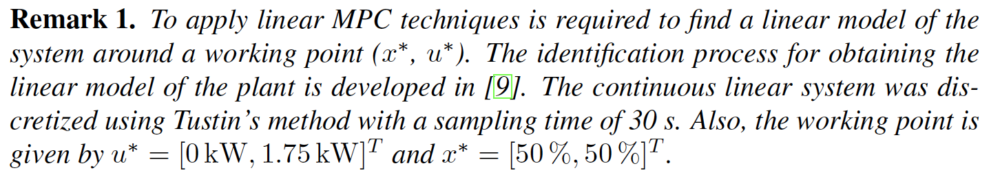 Remark 1. To apply linear MPC techniques is required to find a linear model of the
system around a working point (x*, u*). The identification process for obtaining the
linear model of the plant is developed in [9]. The continuous linear system was dis-
cretized using Tustin's method with a sampling time of 30 s. Also, the working point is
given by u* = [0 kW, 1.75 kW]^T and x* = [50 %, 50 %]^T.